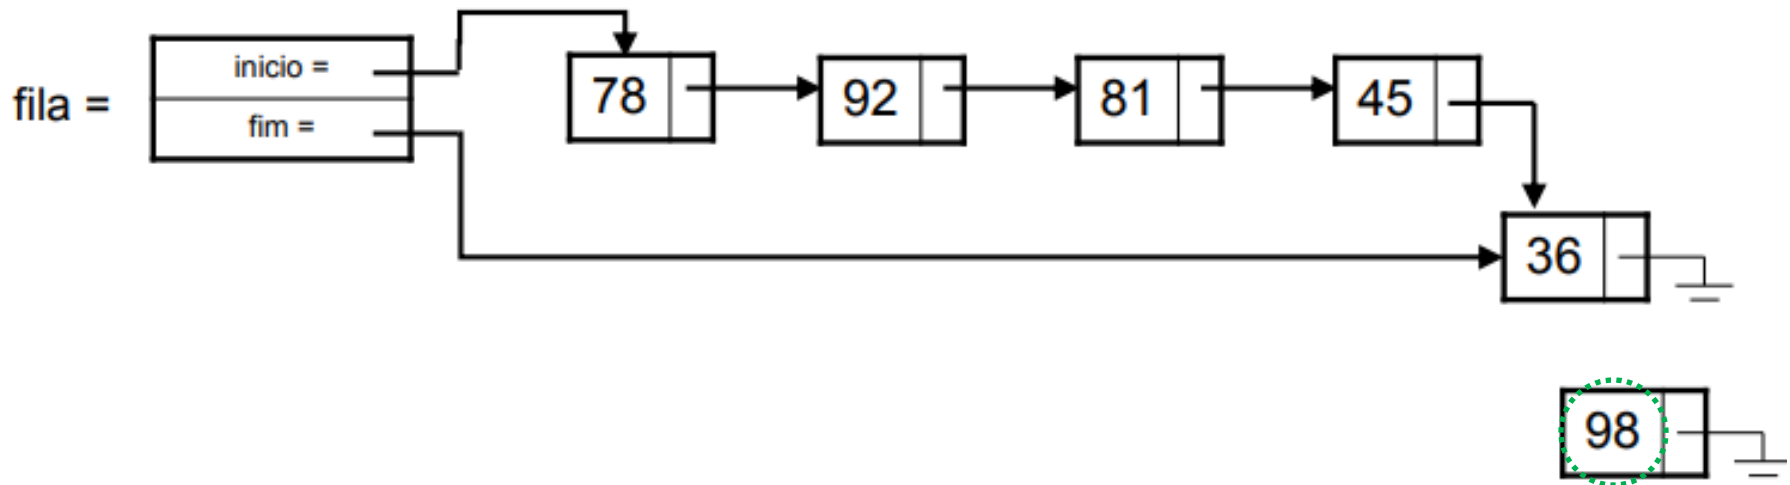 fila =
inicio =
fim =
78
92
81
45
36
98